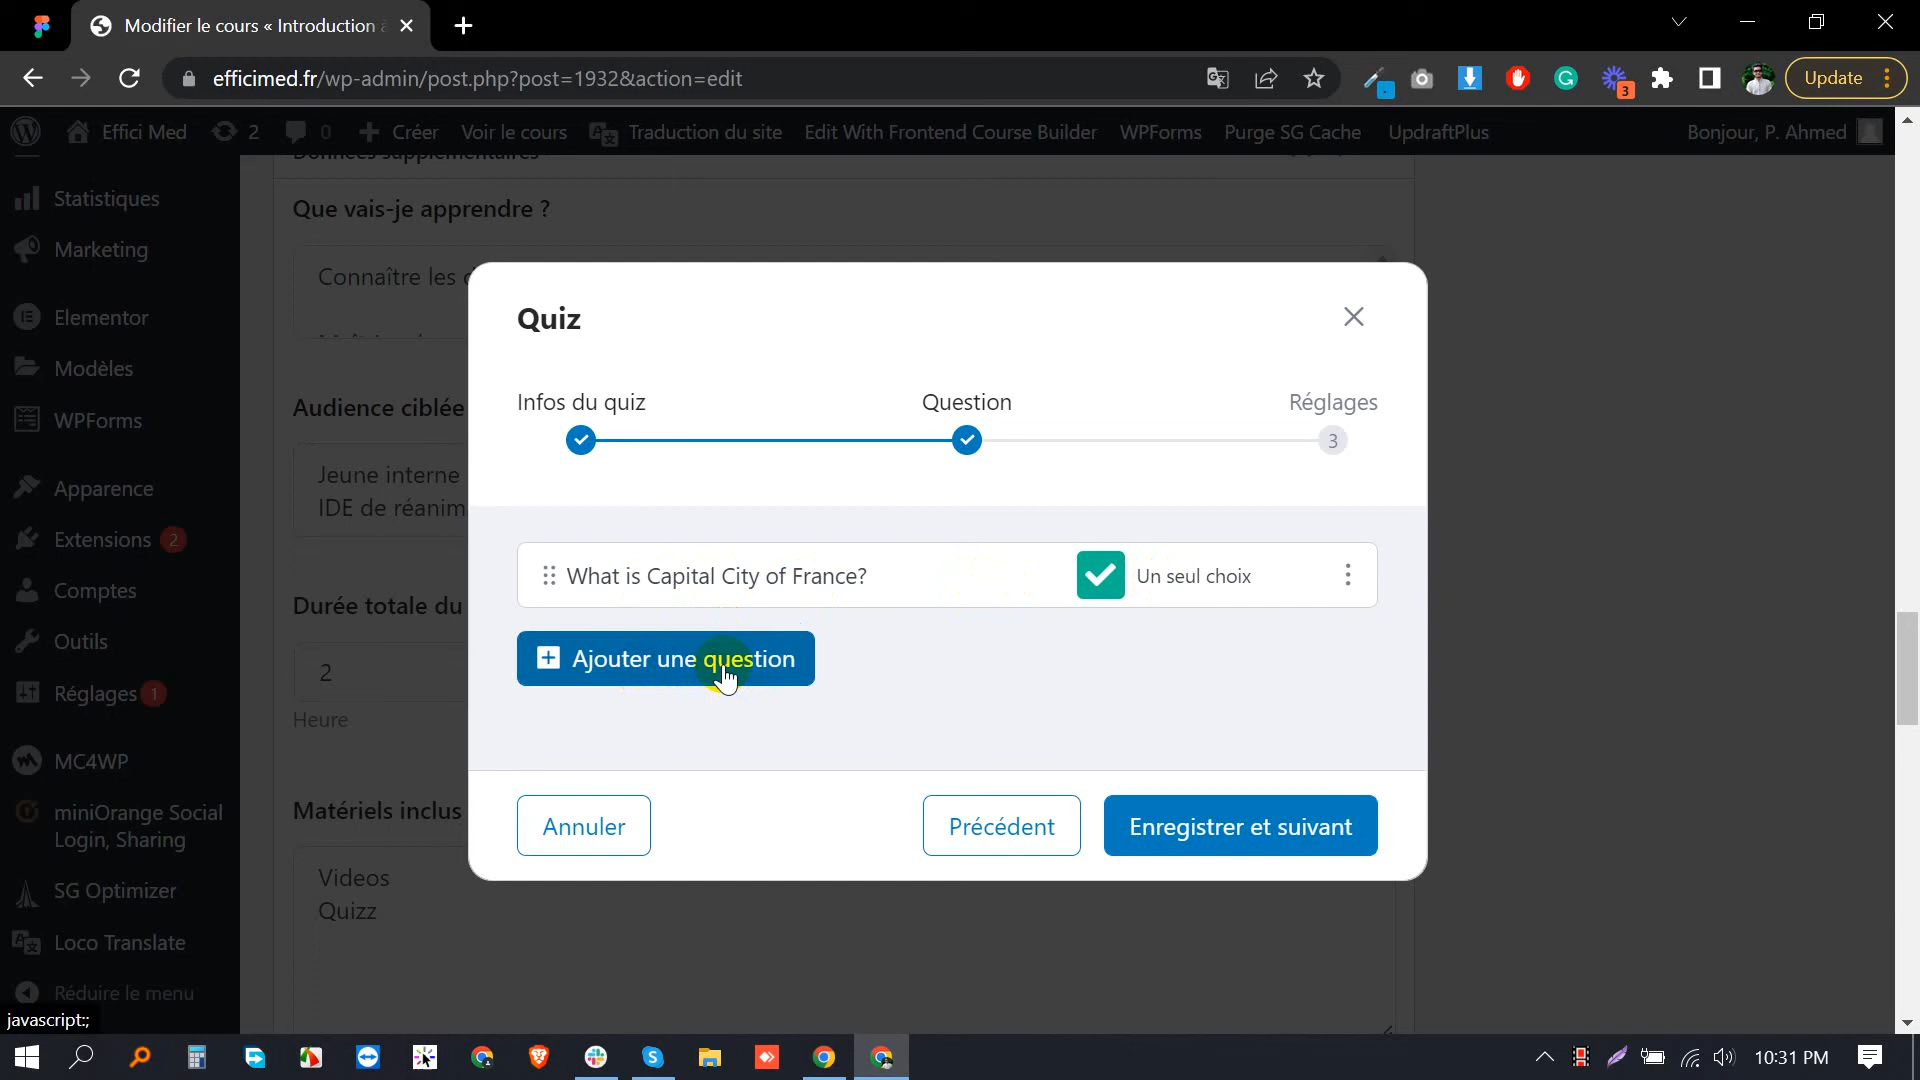 Modifier le cours « Introduction à
efficimed.fr/wp-admin/post.php?post=1932&action=edit
3
Update
Effici Med
2
0
Créer
Voir le cours
Traduction du site
Edit With Frontend Course Builder
WPForms
Purge SG Cache
UpdraftPlus
Bonjour, P. Ahmed
Données supplémentaires
Statistiques
Marketing
Elementor
Modèles
WPForms
Apparence
Extensions 2
Comptes
Outils
Réglages 1
MC4WP
miniOrange Social
Login, Sharing
SG Optimizer
Loco Translate
Réduire le menu
javascript:;
Que vais-je apprendre ?
Connaître les
Audience ciblée
Jeune interne
IDE de réanim
Durée totale du
2
Heure
Matériels inclus
Videos
Quizz
Quiz
Infos du quiz
Question
Réglages
3
What is Capital City of France?
Un seul choix
Ajouter une question
Annuler
Précédent
Enregistrer et suivant
10:31 PM